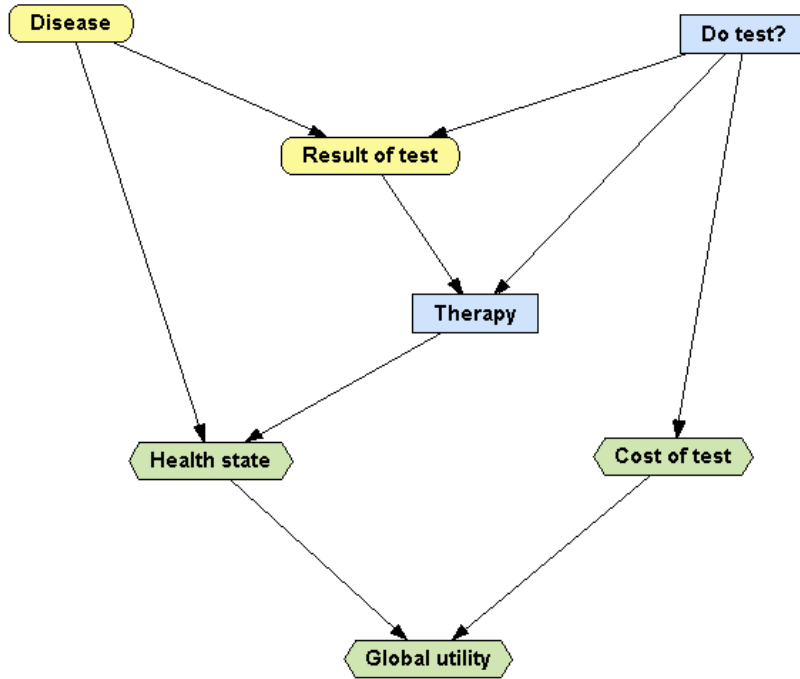 Disease
Do test?
Result of test
Therapy
Health state
Cost of test
Global utility